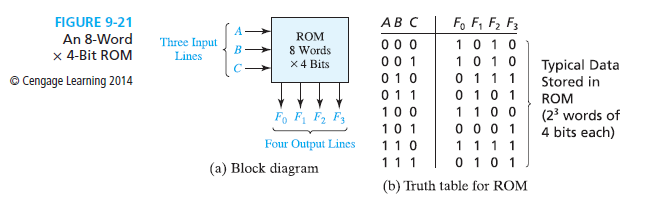 FIGURE 9-21
An 8-Word
× 4-Bit ROM
© Cengage Learning 2014
Three Input
Lines
A
B
C
ROM
8 Words
× 4 Bits
F0 F1 F2 F3
Four Output Lines
(a) Block diagram
A B C F0 F1 F2 F3
0 0 0 1 0 1 0
0 0 1 1 0 1 0
0 1 0 0 1 1 1
0 1 1 0 1 0 1
1 0 0 1 1 0 0
1 0 1 0 0 0 1
1 1 0 1 1 1 1
1 1 1 0 1 0 1
Typical Data
Stored in
ROM
(2³ words of
4 bits each)
(b) Truth table for ROM